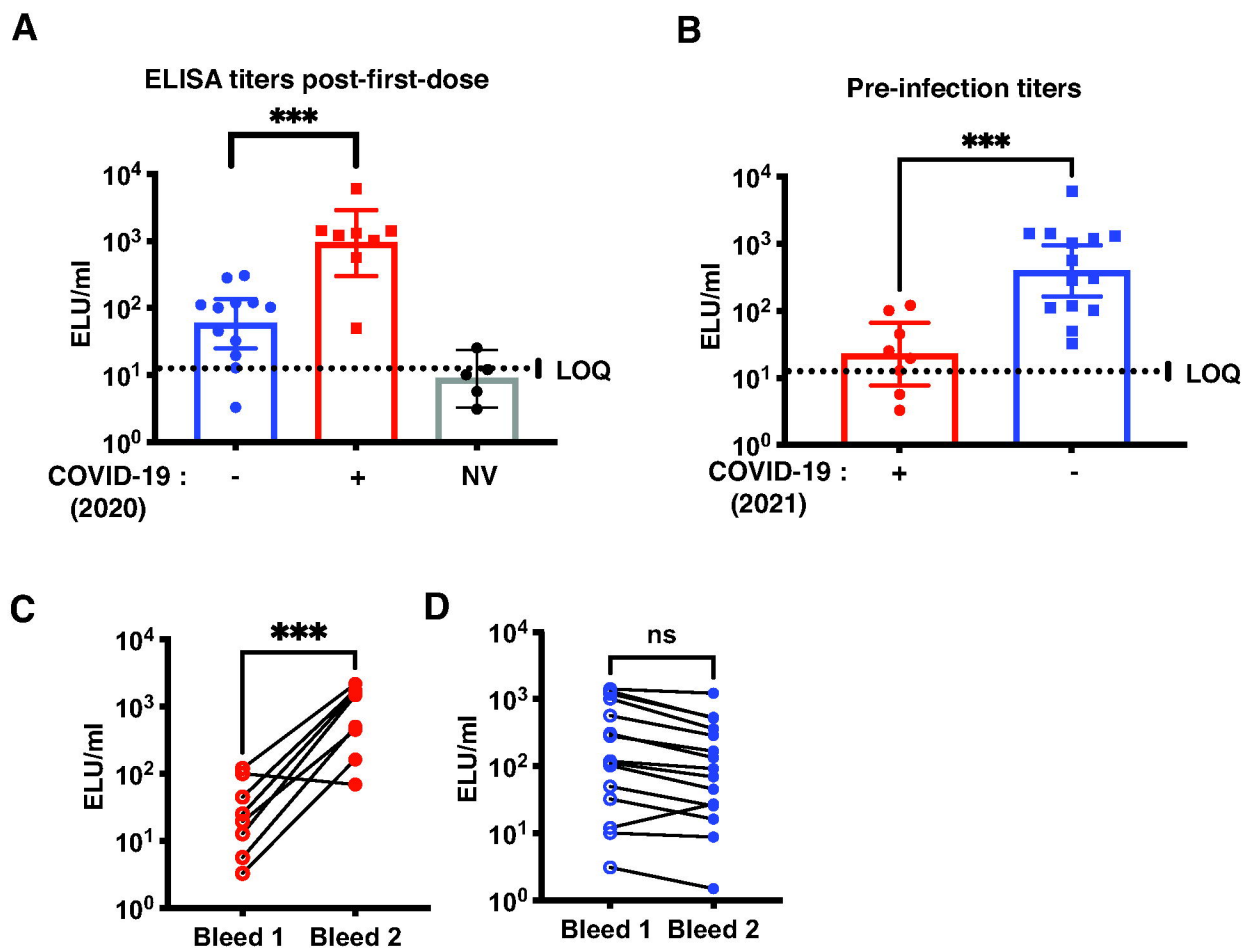 A
ELISA titers post-first-dose
***
ELU/ml
10⁴
10³
10²
10¹
10⁰
LOQ
COVID-19 : - + NV
(2020)
B
Pre-infection titers
***
ELU/ml
10⁴
10³
10²
10¹
10⁰
LOQ
COVID-19 : + -
(2021)
C
***
ELU/ml
10⁴
10³
10²
10¹
10⁰
Bleed 1 Bleed 2
D
ns
ELU/ml
10⁴
10³
10²
10¹
10⁰
Bleed 1 Bleed 2